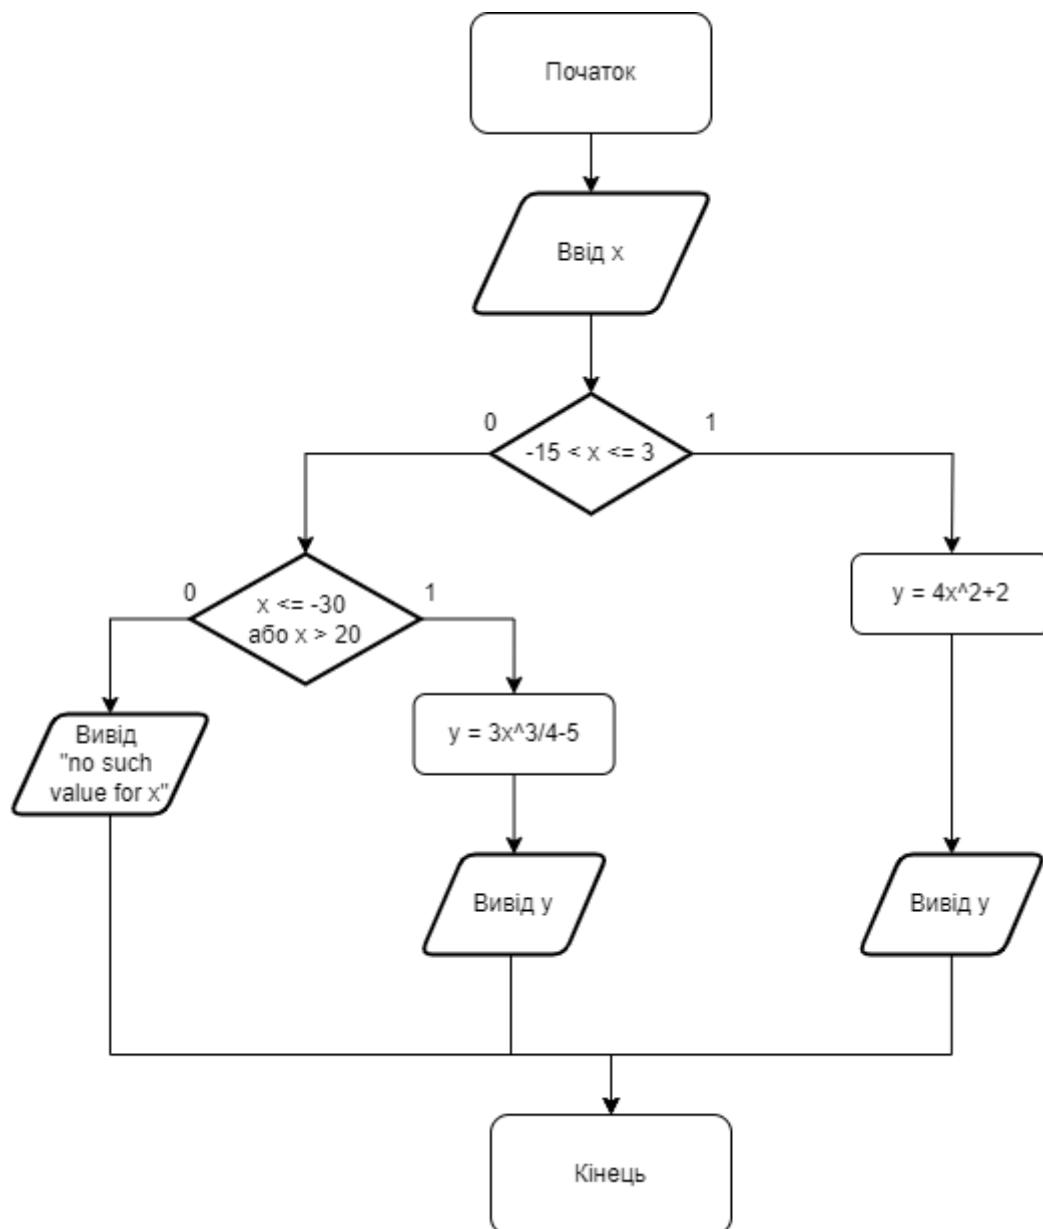 Початок
Ввід x
0
1
-15 < x <= 3
0
1
x <= -30
або x > 20
y = 4x^2+2
Вивід
"no such
value for x"
y = 3x^3/4-5
Вивід y
Вивід y
Кінець